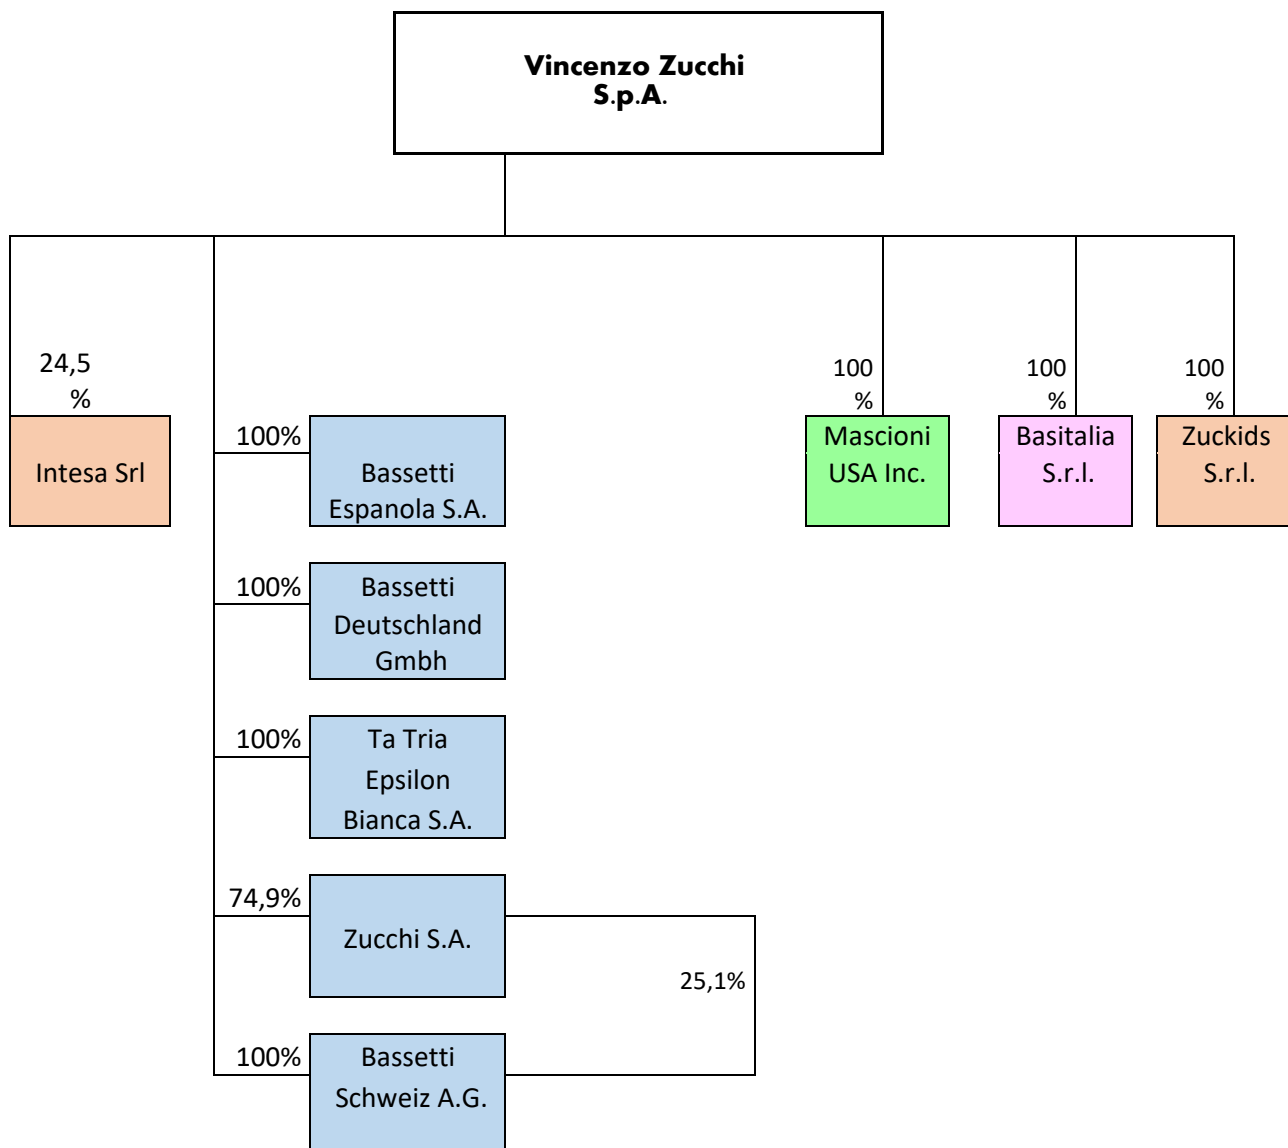 Vincenzo Zucchi
S.p.A.
24,5
%
Intesa Srl
100
%
Mascioni
USA Inc.
100
%
Basitalia
S.r.l.
100
%
Zuckids
S.r.l.
100%
Bassetti
Espanola S.A.
100%
Bassetti
Deutschland
Gmbh
100%
Ta Tria
Epsilon
Bianca S.A.
74,9%
Zucchi S.A.
25,1%
100%
Bassetti
Schweiz A.G.